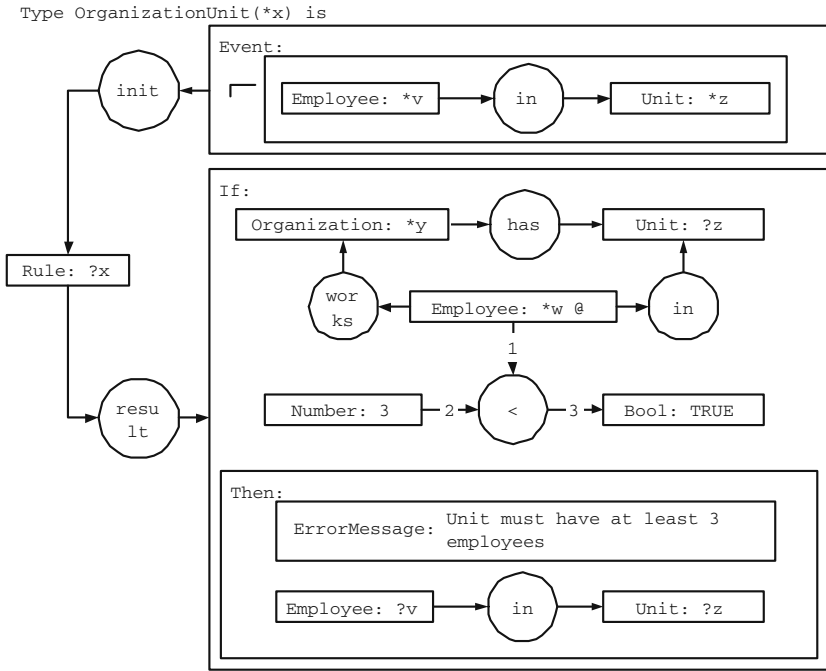 Type OrganizationUnit(*x) is
Event:
init
Employee: *v
in
Unit: *z
If:
Organization: *y
has
Unit: ?z
Rule: ?x
wor
ks
Employee: *w @
in
1
Number: 3
2
<
3
Bool: TRUE
resu
lt
Then:
ErrorMessage:
Unit must have at least 3
employees
Employee: ?v
in
Unit: ?z